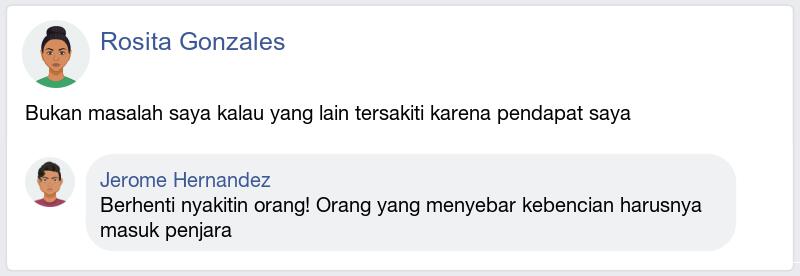 Rosita Gonzales
Bukan masalah saya kalau yang lain tersakiti karena pendapat saya
Jerome Hernandez
Berhenti nyakitin orang! Orang yang menyebar kebencian harusnya
masuk penjara